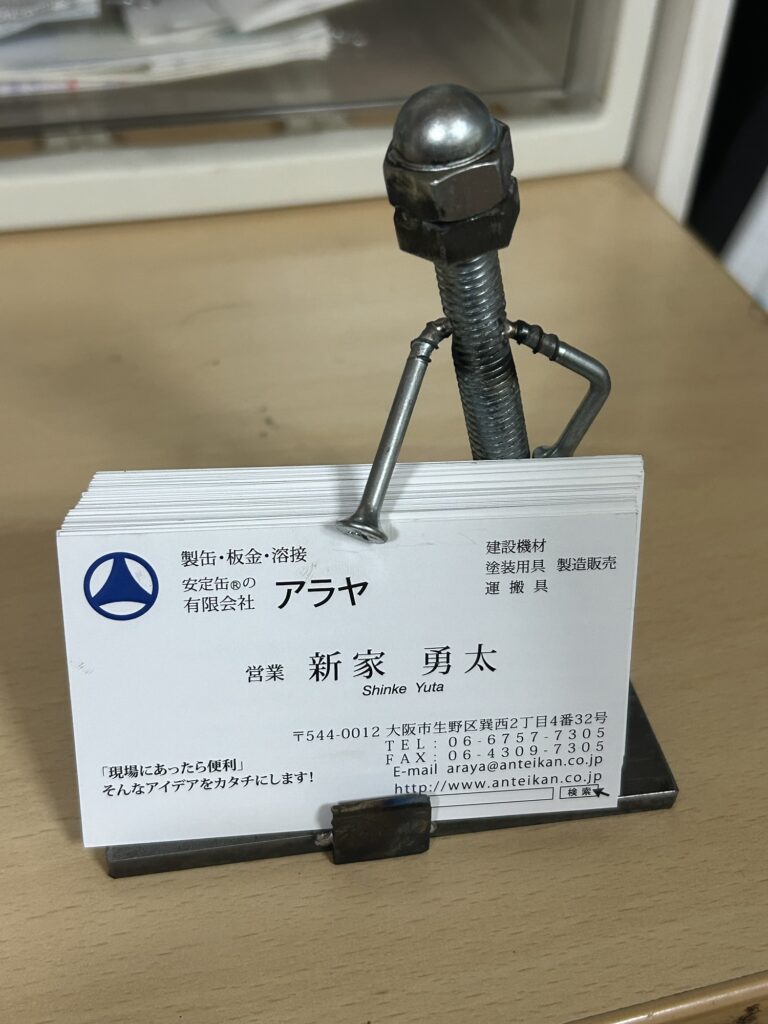 製缶・板金・溶接
安定缶®の
有限会社 アラヤ
建設機材
塗装用具 製造販売
運搬具
営業 新家 勇太
Shinke Yuta
〒544-0012 大阪市生野区巽西2丁目4番32号
TEL: 06-6757-7305
FAX: 06-4309-7305
E-mail araya@anteikan.co.jp
http://www.anteikan.co.jp
検索
「現場にあったら便利」
そんなアイデアをカタチにします!